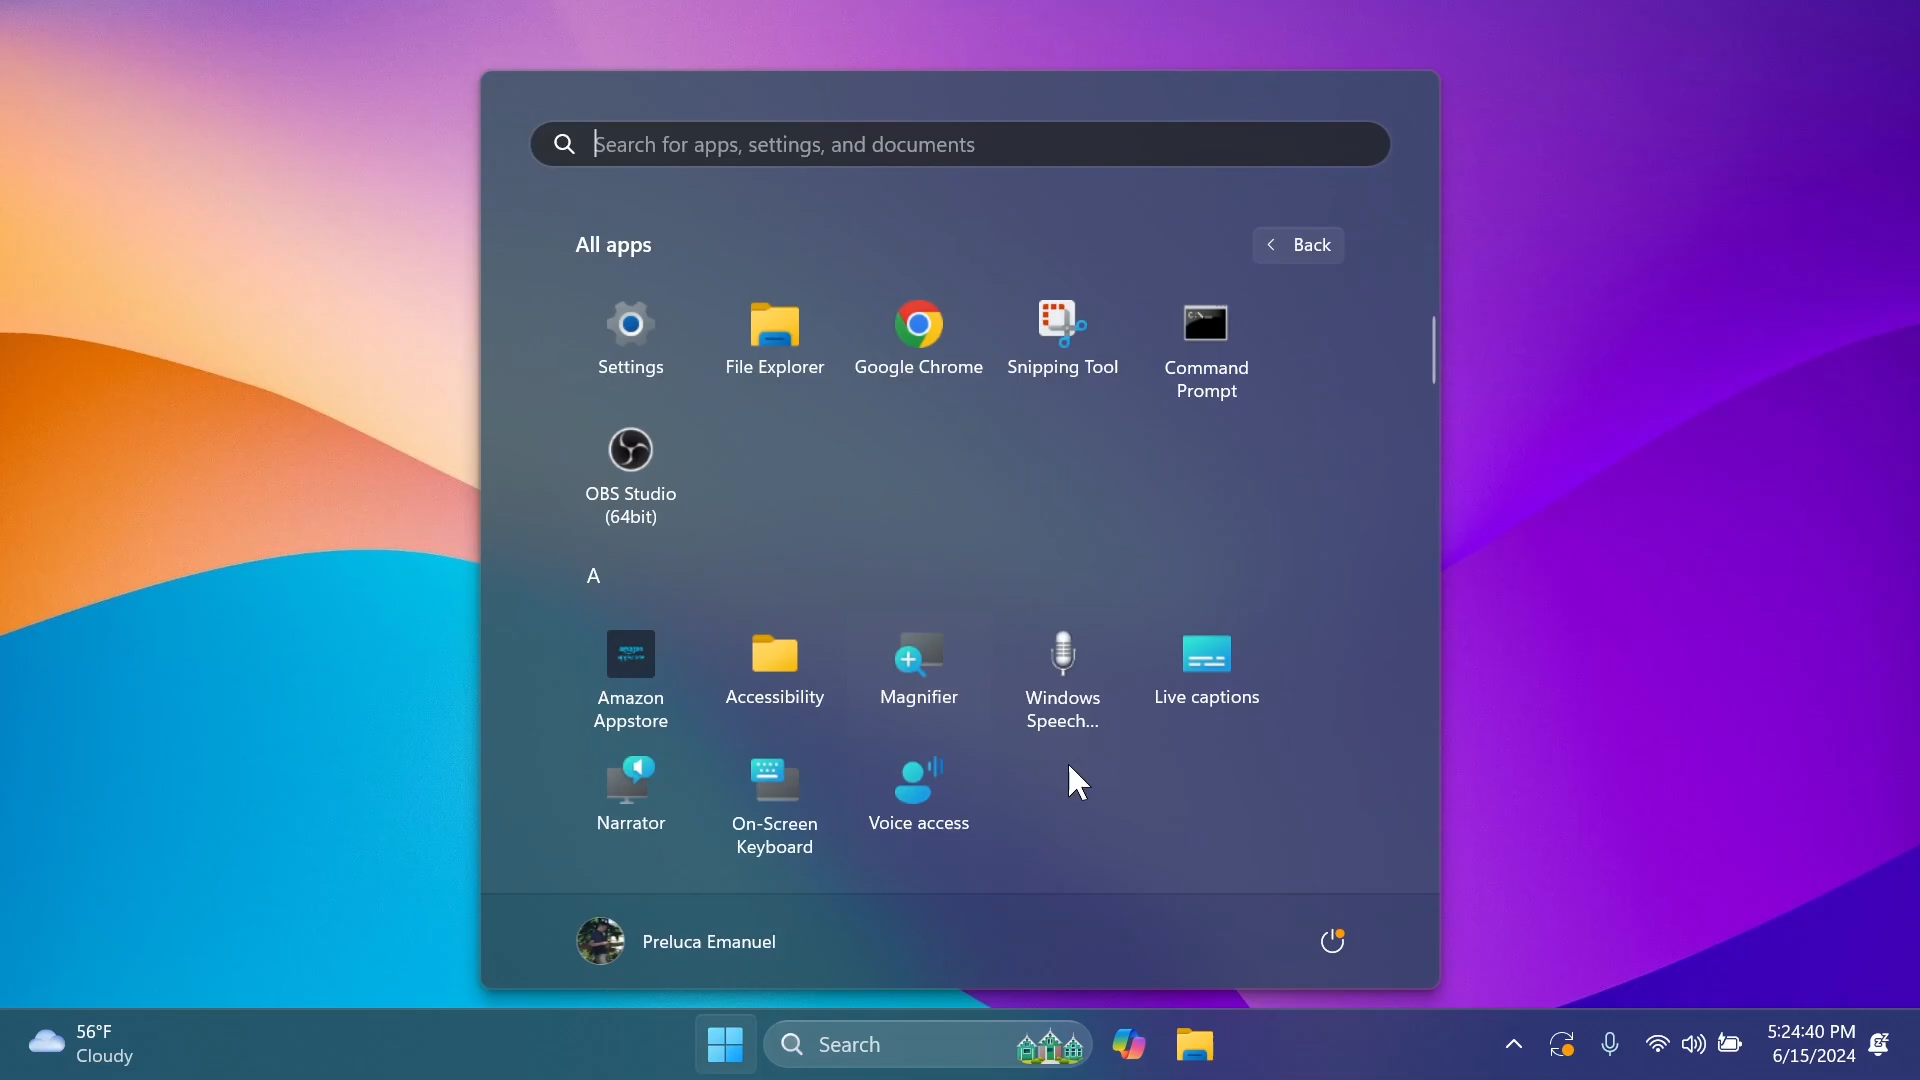 Search for apps, settings, and documents
All apps
Back
Settings
File Explorer
Google Chrome
Snipping Tool
Command
Prompt
OBS Studio
(64bit)
A
Amazon
Appstore
Accessibility
Magnifier
Windows
Speech...
Live captions
Narrator
On-Screen
Keyboard
Voice access
Preluca Emanuel
56°F
Cloudy
Search
5:24:40 PM
6/15/2024